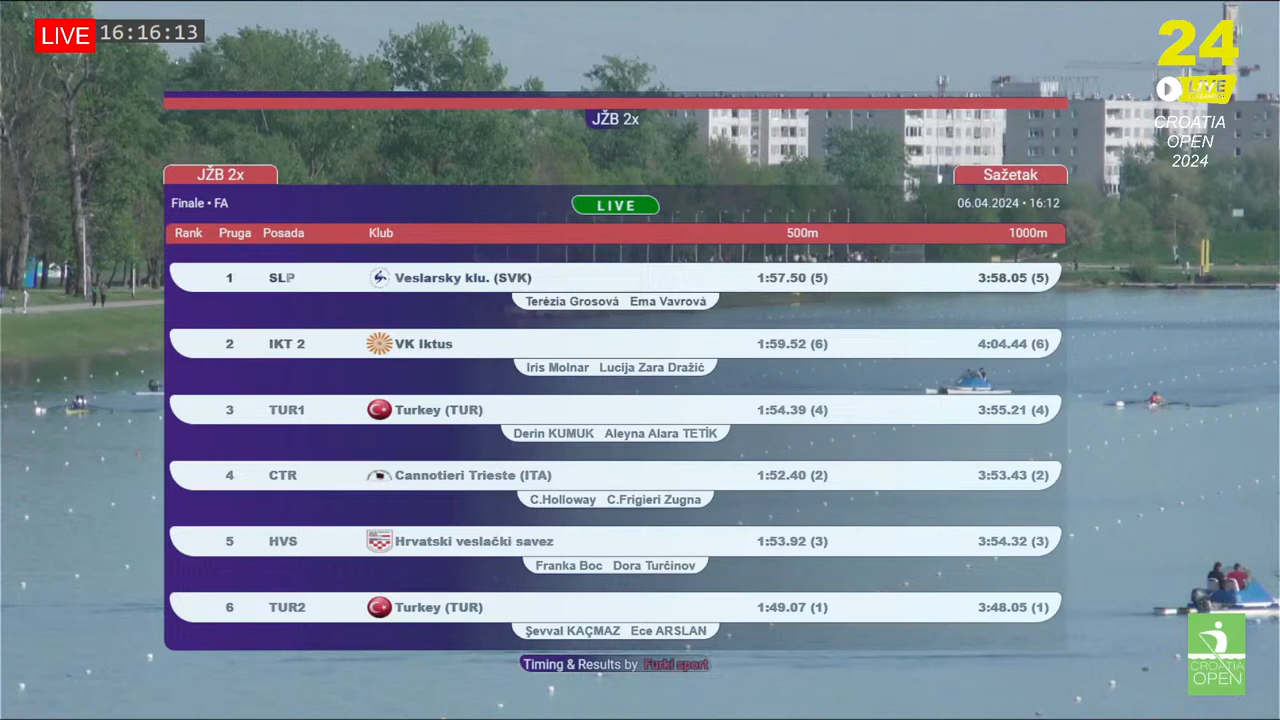 LIVE 16:16:13
24
LIVE
CROATIA
OPEN
2024
JŽB 2x
JŽB 2x Sažetak
Finale • FA LIVE 06.04.2024 • 16:12
Rank Pruga Posada Klub 500m 1000m
1 SLP Veslarsky klu. (SVK) 1:57.50 (5) 3:58.05 (5)
Terézia Grosová Ema Vavrová
2 IKT 2 VK Iktus 1:59.52 (6) 4:04.44 (6)
Iris Molnar Lucija Zara Dražić
3 TUR1 Turkey (TUR) 1:54.39 (4) 3:55.21 (4)
Derin KUMUK Aleyna Alara TETİK
4 CTR Cannotieri Trieste (ITA) 1:52.40 (2) 3:53.43 (2)
C.Holloway C.Frigieri Zugna
5 HVS Hrvatski veslački savez 1:53.92 (3) 3:54.32 (3)
Franka Boc Dora Turčinov
6 TUR2 Turkey (TUR) 1:49.07 (1) 3:48.05 (1)
Şevval KAÇMAZ Ece ARSLAN
Timing & Results by Furki sport
CROATIA
OPEN